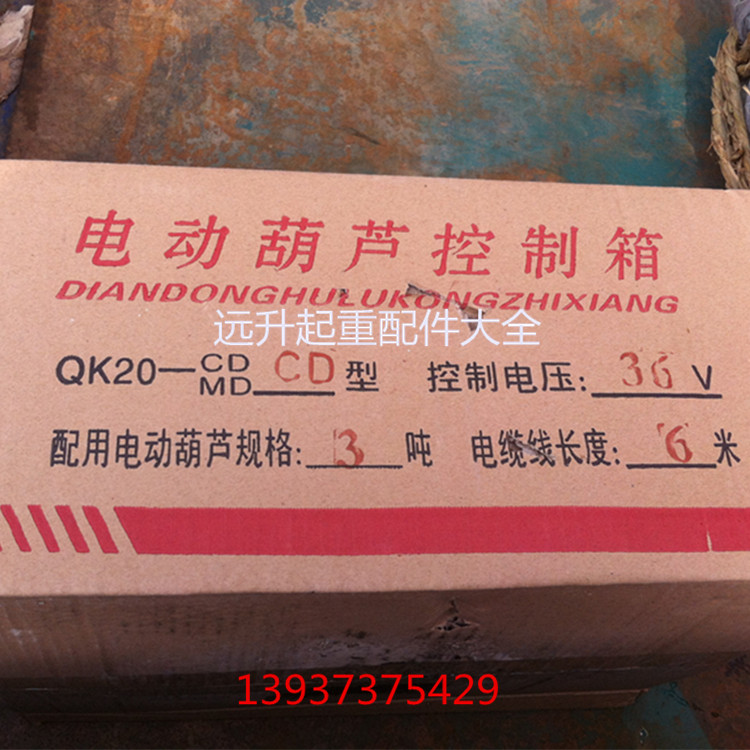 电动葫芦控制箱
DIANDONGHULUKONGZHIXIANG
远升起重配件大全
QK20—CD MD CD 型 控制电压: 36 V
配用电动葫芦规格: 3 吨 电缆线长度: 6 米
13937375429